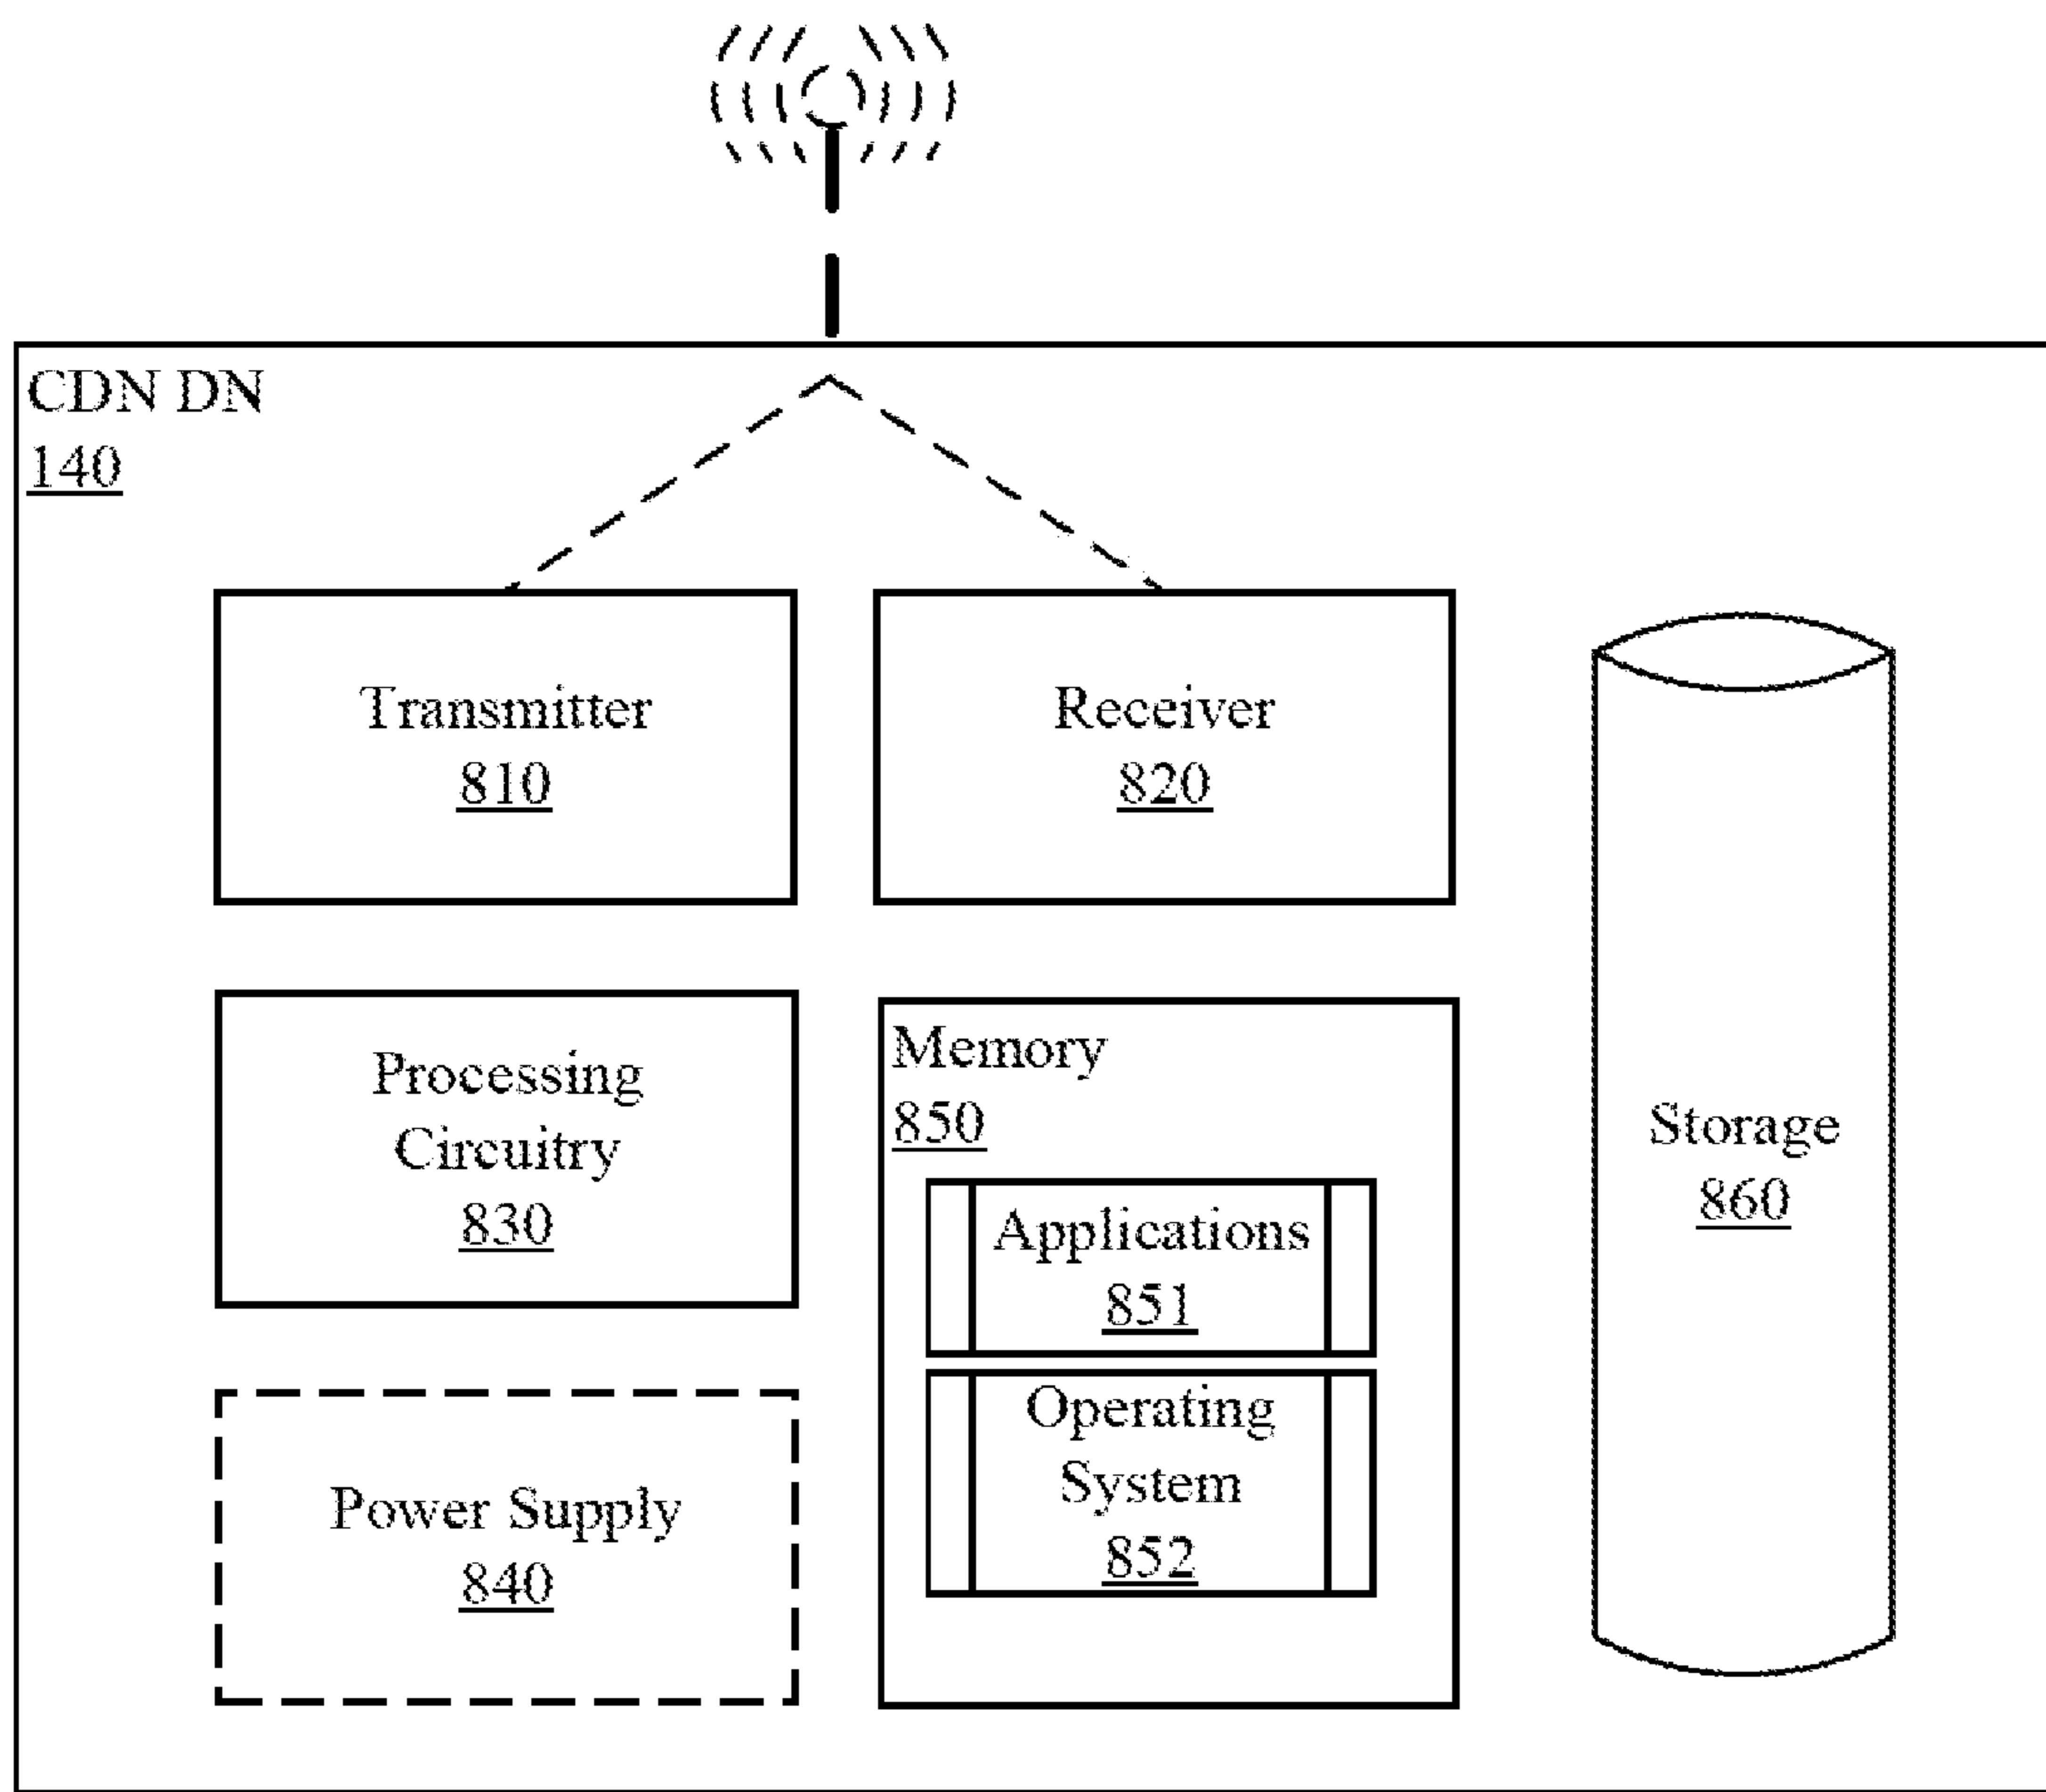 CDN DN
140
Transmitter
810
Receiver
820
Processing
Circuitry
830
Memory
850
Applications
851
Operating
System
852
Power Supply
840
Storage
860